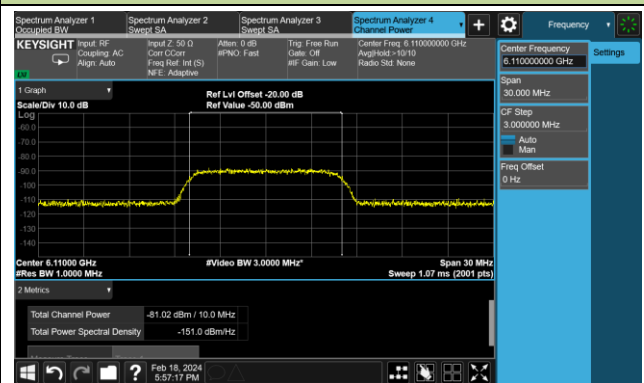 Spectrum Analyzer 1
Occupied BW
Spectrum Analyzer 2
Swept SA
Spectrum Analyzer 3
Swept SA
Spectrum Analyzer 4
Channel Power
Frequency
KEYSIGHT
Input: RF
Coupling: AC
Align: Auto
Input Z: 50 Ω
Corr CCorr
Freq Ref: Int (S)
NFE: Adaptive
Atten: 0 dB
#PNO: Fast
Trig: Free Run
Gate: Off
#IF Gain: Low
Center Freq: 6.110000000 GHz
Avg|Hold:>10/10
Radio Std: None
Center Frequency
6.110000000 GHz
Settings
Span
30.000 MHz
CF Step
3.000000 MHz
Auto
Man
Freq Offset
0 Hz
1 Graph
Scale/Div 10.0 dB
Ref Lvl Offset -20.00 dB
Ref Value -50.00 dBm
Log
-60.0
-70.0
-80.0
-90.0
-100
-110
-120
-130
-140
Center 6.11000 GHz
#Res BW 1.0000 MHz
#Video BW 3.0000 MHz*
Span 30 MHz
Sweep 1.07 ms (2001 pts)
2 Metrics
Total Channel Power -81.02 dBm / 10.0 MHz
Total Power Spectral Density -151.0 dBm/Hz
Feb 18, 2024
5:57:17 PM